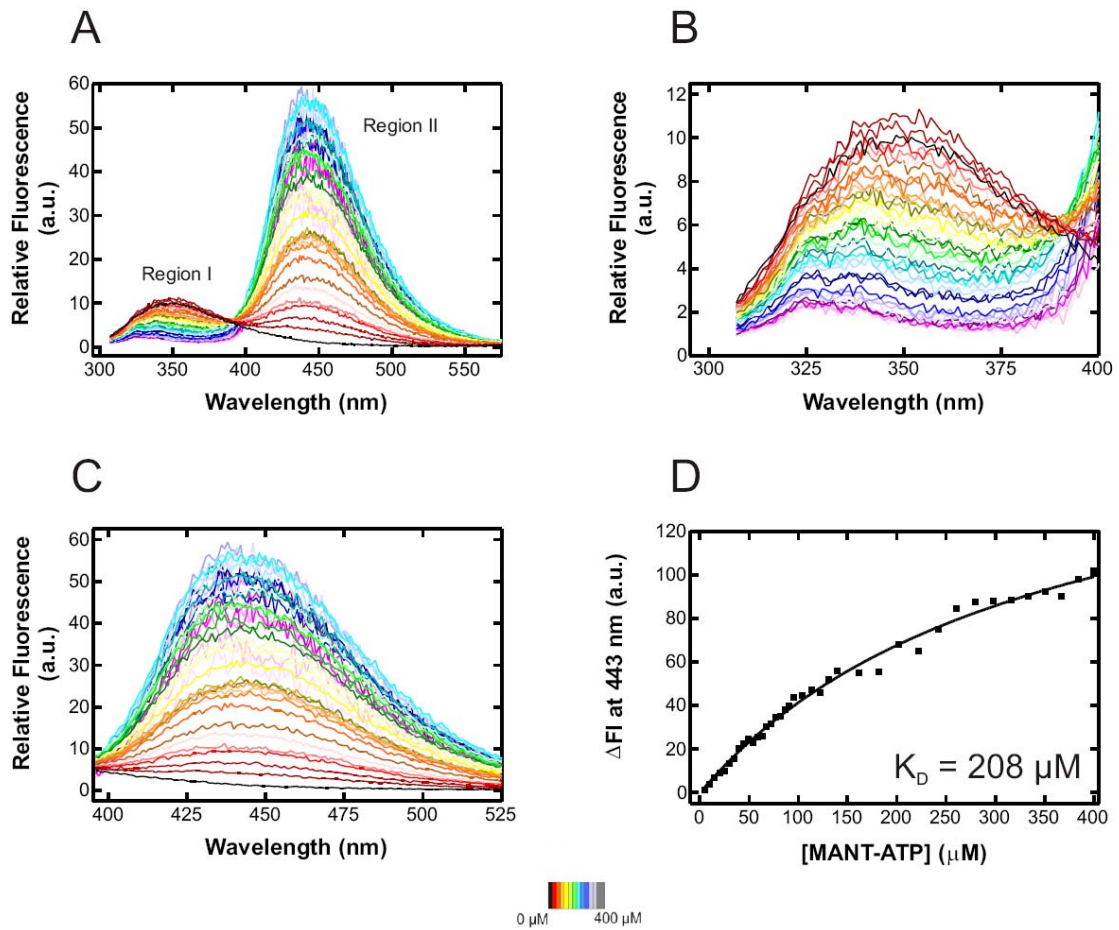 A
Relative Fluorescence
(a.u.)
60
50
40
30
20
10
0
Region I
Region II
300 350 400 450 500 550
Wavelength (nm)
B
Relative Fluorescence
(a.u.)
12
10
8
6
4
2
0
300 325 350 375 400
Wavelength (nm)
C
Relative Fluorescence
(a.u.)
60
50
40
30
20
10
0
400 425 450 475 500 525
Wavelength (nm)
D
ΔFI at 443 nm (a.u.)
120
100
80
60
40
20
0
K_D = 208 µM
0 50 100 150 200 250 300 350 400
[MANT-ATP] (µM)
0 µM 400 µM